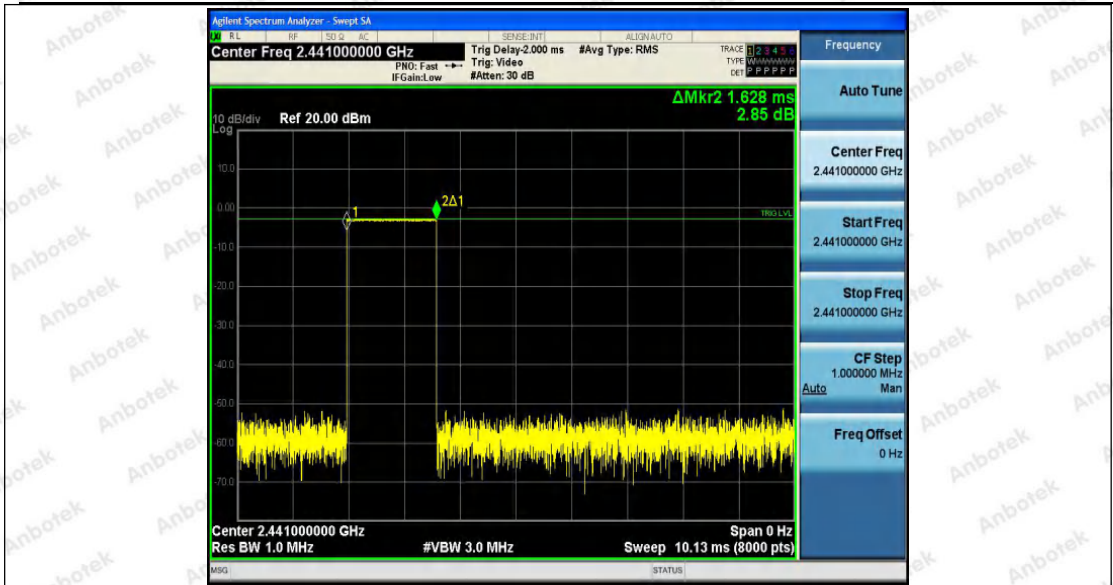 Agilent Spectrum Analyzer - Swept SA
RL RF 50 Ω AC SENSE:INT ALIGNAUTO
Center Freq 2.441000000 GHz
PNO: Fast
IFGain:Low
Trig Delay-2.000 ms
Trig: Video
#Atten: 30 dB
#Avg Type: RMS
TRACE 1 2 3 4 5 6
TYPE
DET P P P P P P
ΔMkr2 1.628 ms
2.85 dB
10 dB/div
Log
Ref 20.00 dBm
10.0
0.00
-10.0
-20.0
-30.0
-40.0
-50.0
-60.0
-70.0
1
2Δ1
TRIG LVL
Center 2.441000000 GHz
Span 0 Hz
Res BW 1.0 MHz
#VBW 3.0 MHz
Sweep 10.13 ms (8000 pts)
MSG
STATUS
Frequency
Auto Tune
Center Freq
2.441000000 GHz
Start Freq
2.441000000 GHz
Stop Freq
2.441000000 GHz
CF Step
1.000000 MHz
Auto Man
Freq Offset
0 Hz
Anbotek